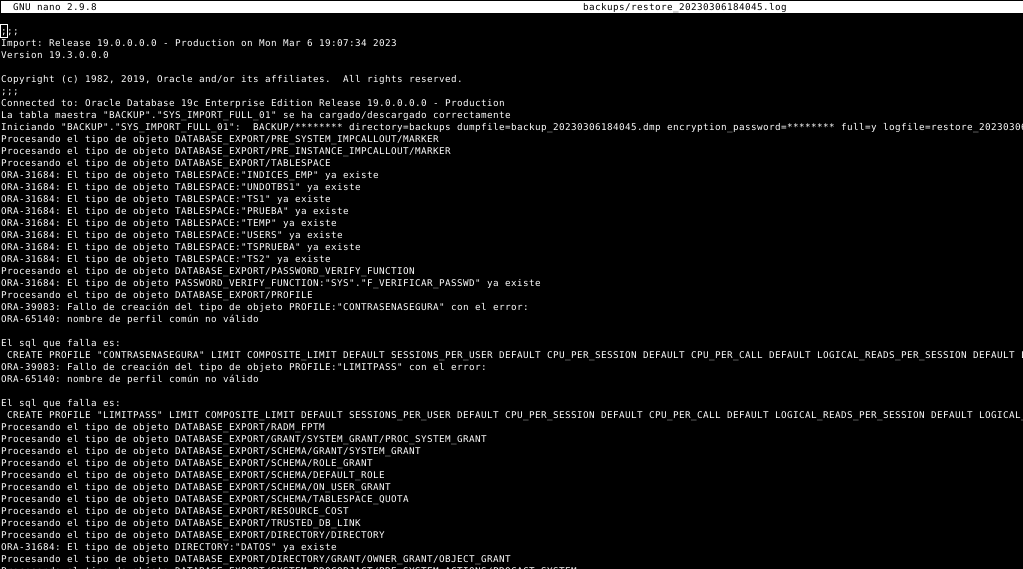 GNU nano 2.9.8 backups/restore_20230306184045.log
;;;
Import: Release 19.0.0.0.0 - Production on Mon Mar 6 19:07:34 2023
Version 19.3.0.0.0
Copyright (c) 1982, 2019, Oracle and/or its affiliates.  All rights reserved.
;;;
Connected to: Oracle Database 19c Enterprise Edition Release 19.0.0.0.0 - Production
La tabla maestra "BACKUP"."SYS_IMPORT_FULL_01" se ha cargado/descargado correctamente
Iniciando "BACKUP"."SYS_IMPORT_FULL_01":  BACKUP/******** directory=backups dumpfile=backup_20230306184045.dmp encryption_password=******** full=y logfile=restore_2023030
Procesando el tipo de objeto DATABASE_EXPORT/PRE_SYSTEM_IMPCALLOUT/MARKER
Procesando el tipo de objeto DATABASE_EXPORT/PRE_INSTANCE_IMPCALLOUT/MARKER
Procesando el tipo de objeto DATABASE_EXPORT/TABLESPACE
ORA-31684: El tipo de objeto TABLESPACE:"INDICES_EMP" ya existe
ORA-31684: El tipo de objeto TABLESPACE:"UNDOTBS1" ya existe
ORA-31684: El tipo de objeto TABLESPACE:"TS1" ya existe
ORA-31684: El tipo de objeto TABLESPACE:"PRUEBA" ya existe
ORA-31684: El tipo de objeto TABLESPACE:"TEMP" ya existe
ORA-31684: El tipo de objeto TABLESPACE:"USERS" ya existe
ORA-31684: El tipo de objeto TABLESPACE:"TSPRUEBA" ya existe
ORA-31684: El tipo de objeto TABLESPACE:"TS2" ya existe
Procesando el tipo de objeto DATABASE_EXPORT/PASSWORD_VERIFY_FUNCTION
ORA-31684: El tipo de objeto PASSWORD_VERIFY_FUNCTION:"SYS"."F_VERIFICAR_PASSWD" ya existe
Procesando el tipo de objeto DATABASE_EXPORT/PROFILE
ORA-39083: Fallo de creación del tipo de objeto PROFILE:"CONTRASENASEGURA" con el error:
ORA-65140: nombre de perfil común no válido
El sql que falla es:
CREATE PROFILE "CONTRASENASEGURA" LIMIT COMPOSITE_LIMIT DEFAULT SESSIONS_PER_USER DEFAULT CPU_PER_SESSION DEFAULT CPU_PER_CALL DEFAULT LOGICAL_READS_PER_SESSION DEFAULT
ORA-39083: Fallo de creación del tipo de objeto PROFILE:"LIMITPASS" con el error:
ORA-65140: nombre de perfil común no válido
El sql que falla es:
CREATE PROFILE "LIMITPASS" LIMIT COMPOSITE_LIMIT DEFAULT SESSIONS_PER_USER DEFAULT CPU_PER_SESSION DEFAULT CPU_PER_CALL DEFAULT LOGICAL_READS_PER_SESSION DEFAULT LOGICAL_
Procesando el tipo de objeto DATABASE_EXPORT/RADM_FPTM
Procesando el tipo de objeto DATABASE_EXPORT/GRANT/SYSTEM_GRANT/PROC_SYSTEM_GRANT
Procesando el tipo de objeto DATABASE_EXPORT/SCHEMA/GRANT/SYSTEM_GRANT
Procesando el tipo de objeto DATABASE_EXPORT/SCHEMA/ROLE_GRANT
Procesando el tipo de objeto DATABASE_EXPORT/SCHEMA/DEFAULT_ROLE
Procesando el tipo de objeto DATABASE_EXPORT/SCHEMA/ON_USER_GRANT
Procesando el tipo de objeto DATABASE_EXPORT/SCHEMA/TABLESPACE_QUOTA
Procesando el tipo de objeto DATABASE_EXPORT/RESOURCE_COST
Procesando el tipo de objeto DATABASE_EXPORT/TRUSTED_DB_LINK
Procesando el tipo de objeto DATABASE_EXPORT/DIRECTORY/DIRECTORY
ORA-31684: El tipo de objeto DIRECTORY:"DATOS" ya existe
Procesando el tipo de objeto DATABASE_EXPORT/DIRECTORY/GRANT/OWNER_GRANT/OBJECT_GRANT